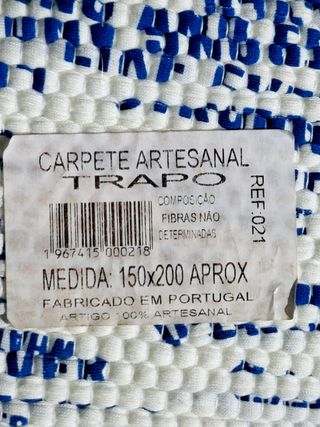 CARPETE ARTESANAL
TRAPO
COMPOSIÇÃO
FIBRAS NÃO
DETERMINADAS
REF:021
1 967415 000218
MEDIDA: 150x200 APROX
FABRICADO EM PORTUGAL
ARTIGO 100% ARTESANAL